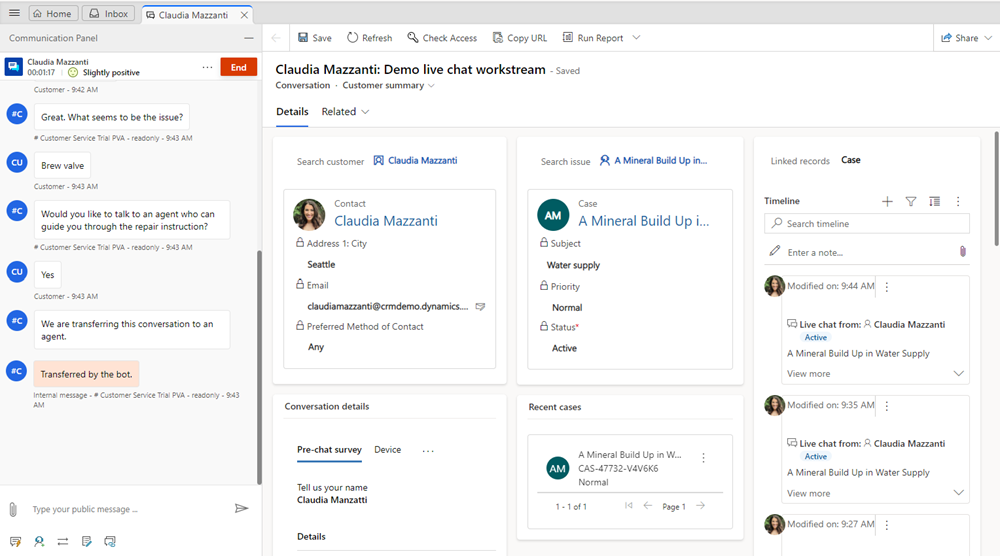 Home
Inbox
Claudia Mazzanti
Communication Panel
Claudia Mazzanti
00:01:17
Slightly positive
End
Customer - 9:42 AM
#C
Great. What seems to be the issue?
# Customer Service Trial PVA - readonly - 9:43 AM
CU
Brew valve
Customer - 9:43 AM
#C
Would you like to talk to an agent who can
guide you through the repair instruction?
# Customer Service Trial PVA - readonly - 9:43 AM
CU
Yes
Customer - 9:43 AM
#C
We are transferring this conversation to an
agent.
#C
Transferred by the bot.
Internal message - # Customer Service Trial PVA - readonly - 9:43
AM
Type your public message ...
Save
Refresh
Check Access
Copy URL
Run Report
Share
Claudia Mazzanti: Demo live chat workstream - Saved
Conversation · Customer summary
Details
Related
Search customer
Claudia Mazzanti
Contact
Claudia Mazzanti
Address 1: City
Seattle
Email
claudiamazzanti@crmdemo.dynamics....
Preferred Method of Contact
Any
Conversation details
Pre-chat survey
Device
...
Tell us your name
Claudia Manzatti
Details
Search issue
A Mineral Build Up in...
AM
Case
A Mineral Build Up i...
Subject
Water supply
Priority
Normal
Status*
Active
Recent cases
AM
A Mineral Build Up in W...
CAS-47732-V4V6K6
Normal
1 - 1 of 1
Page 1
Linked records
Case
Timeline
Search timeline
Enter a note...
Modified on: 9:44 AM
Live chat from: Claudia Mazzanti
Active
A Mineral Build Up in Water Supply
View more
Modified on: 9:35 AM
Live chat from: Claudia Mazzanti
Active
A Mineral Build Up in Water Supply
View more
Modified on: 9:27 AM